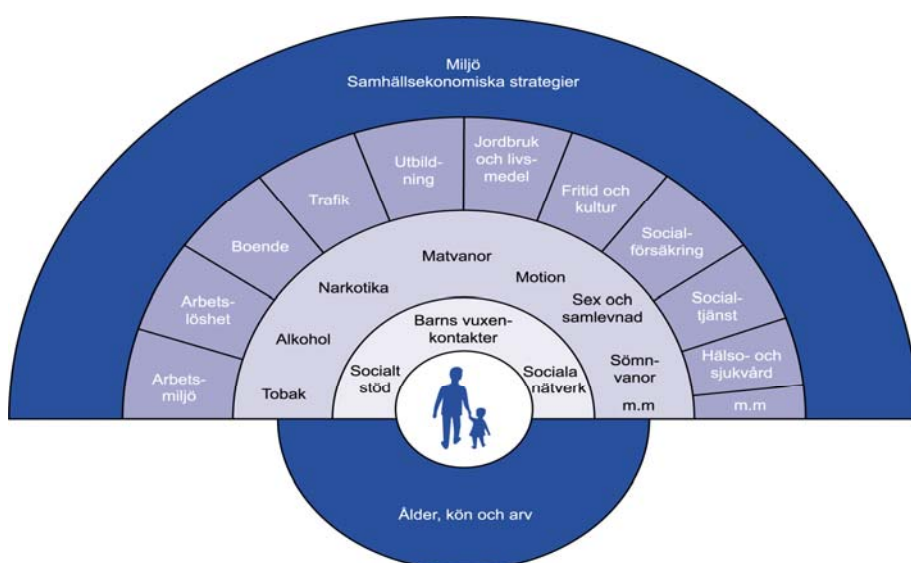 Miljö
Samhällsekonomiska strategier
Arbets-
miljö
Arbets-
löshet
Boende
Trafik
Utbild-
ning
Jordbruk
och livs-
medel
Fritid och
kultur
Social-
försäkring
Social-
tjänst
Hälso- och
sjukvård
m.m
Tobak
Alkohol
Narkotika
Matvanor
Motion
Sex och
samlevnad
Sömn-
vanor
m.m
Socialt
stöd
Barns vuxen-
kontakter
Sociala
nätverk
Ålder, kön och arv